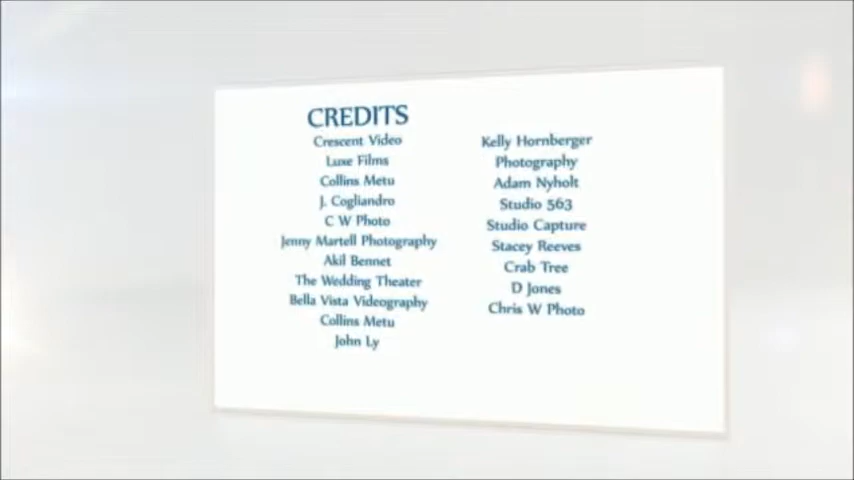 CREDITS
Crescent Video
Luxe Films
Collins Metu
J. Cogliandro
C W Photo
Jenny Martell Photography
Akil Bennet
The Wedding Theater
Bella Vista Videography
Collins Metu
John Ly
Kelly Hornberger
Photography
Adam Nyholt
Studio 563
Studio Capture
Stacey Reeves
Crab Tree
D Jones
Chris W Photo